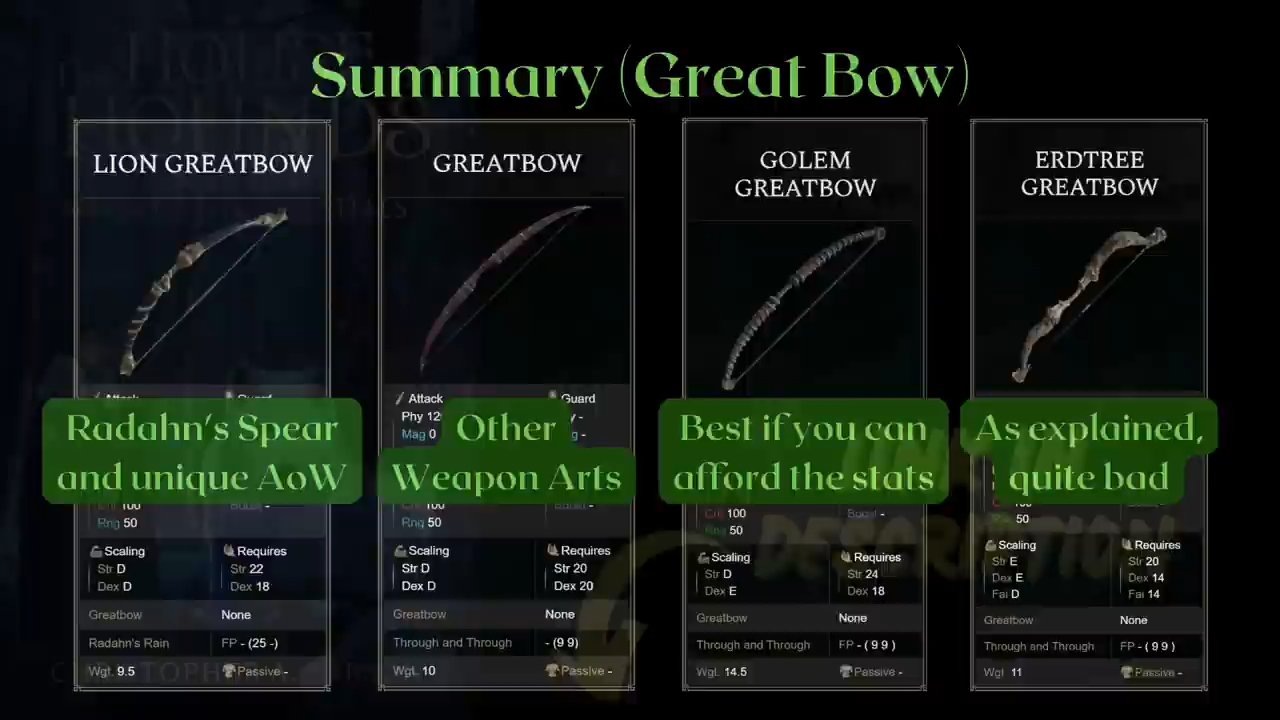 Summary (Great Bow)
LION GREATBOW
Radahn's Spear
and unique AoW
Rng 50
Scaling Requires
Str D Str 22
Dex D Dex 18
Greatbow None
Radahn's Rain FP - (25 -)
Wgt. 9.5 Passive -
GREATBOW
Attack Guard
Phy 12
Mag 0
Other
Weapon Arts
Rng 50
Scaling Requires
Str D Str 20
Dex D Dex 20
Greatbow None
Through and Through - (9 9)
Wgt. 10 Passive -
GOLEM
GREATBOW
Best if you can
afford the stats
100
Rng 50
Scaling Requires
Str D Str 24
Dex E Dex 18
Greatbow None
Through and Through FP - ( 9 9 )
Wgt. 14.5 Passive -
ERDTREE
GREATBOW
As explained,
quite bad
50
Scaling Requires
Str E Str 20
Dex E Dex 14
Fai D Fai 14
Greatbow None
Through and Through FP - ( 9 9 )
Wgt. 11 Passive -
DESCRIPTION